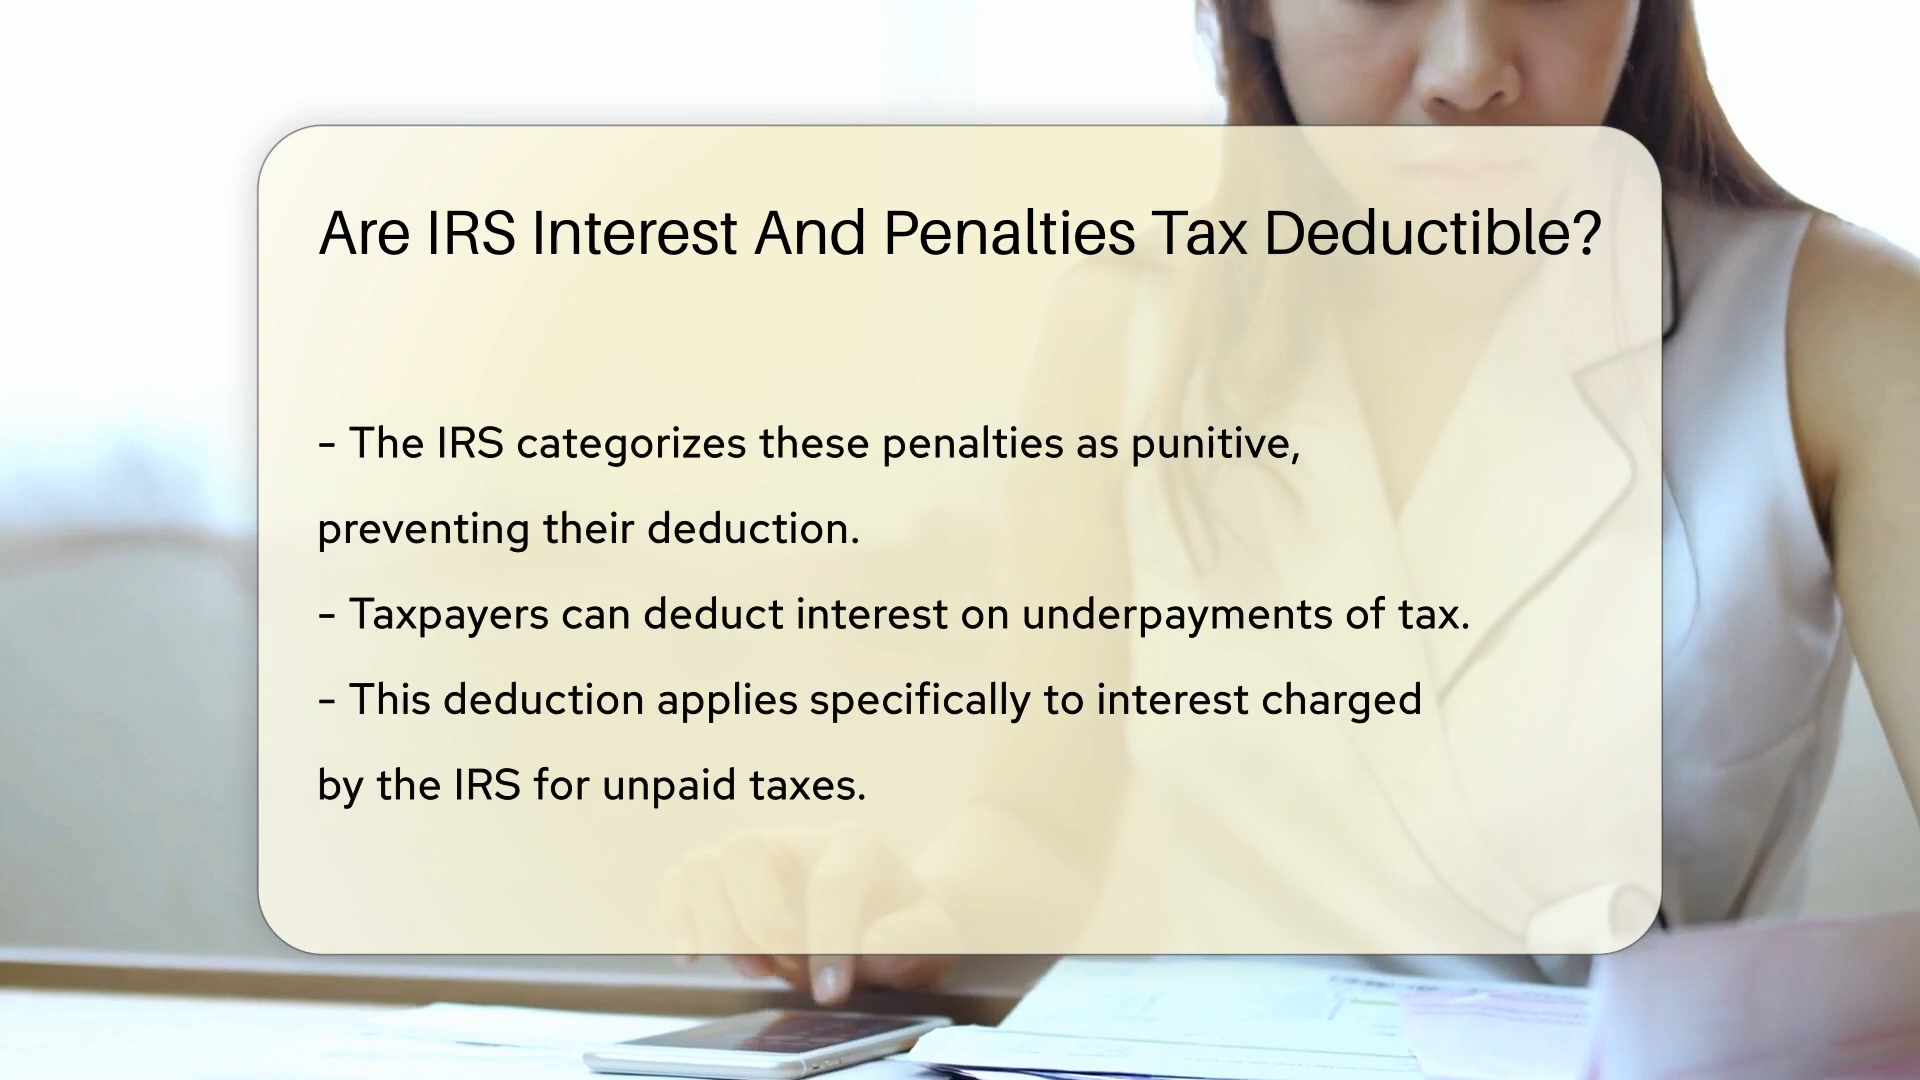 Are IRS Interest And Penalties Tax Deductible?
- The IRS categorizes these penalties as punitive,
preventing their deduction.
- Taxpayers can deduct interest on underpayments of tax.
- This deduction applies specifically to interest charged
by the IRS for unpaid taxes.